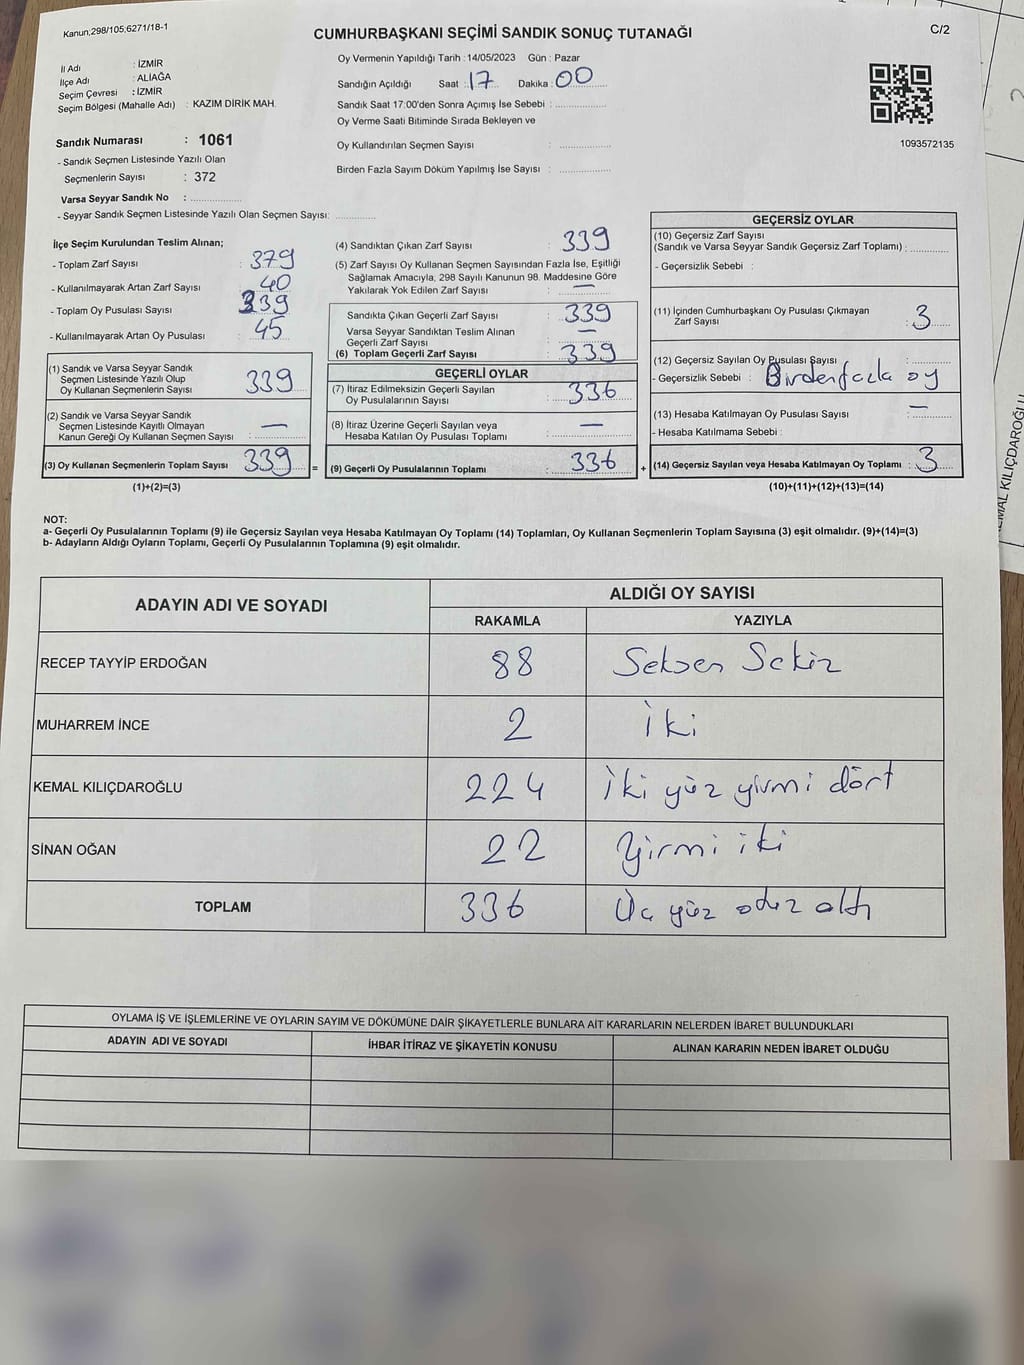 Kanun;298/105;6271/18-1
CUMHURBAŞKANI SEÇİMİ SANDIK SONUÇ TUTANAĞI
C/2
Oy Vermenin Yapıldığı Tarih : 14/05/2023 Gün : Pazar
İl Adı : İZMİR
İlçe Adı : ALİAĞA
Seçim Çevresi : İZMİR
Seçim Bölgesi (Mahalle Adı) : KAZIM DİRİK MAH.
Sandığın Açıldığı Saat : 17 Dakika : 00
Sandık Saat 17:00'den Sonra Açımış İse Sebebi : ..............
Oy Verme Saati Bitiminde Sırada Bekleyen ve
Oy Kullandırılan Seçmen Sayısı : ..............
Birden Fazla Sayım Döküm Yapılmış İse Sayısı : ..............
1093572135
Sandık Numarası : 1061
- Sandık Seçmen Listesinde Yazılı Olan
Seçmenlerin Sayısı : 372
Varsa Seyyar Sandık No : ..............
- Seyyar Sandık Seçmen Listesinde Yazılı Olan Seçmen Sayısı: ..............
İlçe Seçim Kurulundan Teslim Alınan;
- Toplam Zarf Sayısı : 379
- Kullanılmayarak Artan Zarf Sayısı : 40
- Toplam Oy Pusulası Sayısı : 339
- Kullanılmayarak Artan Oy Pusulası : 45
(1) Sandık ve Varsa Seyyar Sandık
Seçmen Listesinde Yazılı Olup
Oy Kullanan Seçmenlerin Sayısı : 339
(2) Sandık ve Varsa Seyyar Sandık
Seçmen Listesinde Kayıtlı Olmayan
Kanun Gereği Oy Kullanan Seçmen Sayısı : —
(3) Oy Kullanan Seçmenlerin Toplam Sayısı : 339 =
(1)+(2)=(3)
(4) Sandıktan Çıkan Zarf Sayısı : 339
(5) Zarf Sayısı Oy Kullanan Seçmen Sayısından Fazla İse, Eşitliği
Sağlamak Amacıyla, 298 Sayılı Kanunun 98. Maddesine Göre
Yakılarak Yok Edilen Zarf Sayısı : —
Sandıkta Çıkan Geçerli Zarf Sayısı : 339
Varsa Seyyar Sandıktan Teslim Alınan
Geçerli Zarf Sayısı : —
(6) Toplam Geçerli Zarf Sayısı : 339
GEÇERLİ OYLAR
(7) İtiraz Edilmeksizin Geçerli Sayılan
Oy Pusulalarının Sayısı : 336
(8) İtiraz Üzerine Geçerli Sayılan veya
Hesaba Katılan Oy Pusulası Toplamı : —
(9) Geçerli Oy Pusulalarının Toplamı : 336 +
GEÇERSİZ OYLAR
(10) Geçersiz Zarf Sayısı
(Sandık ve Varsa Seyyar Sandık Geçersiz Zarf Toplamı) : ..............
- Geçersizlik Sebebi :
(11) İçinden Cumhurbaşkanı Oy Pusulası Çıkmayan
Zarf Sayısı : 3
(12) Geçersiz Sayılan Oy Pusulası Sayısı : ..............
- Geçersizlik Sebebi : Birden fazla oy
(13) Hesaba Katılmayan Oy Pusulası Sayısı : —
- Hesaba Katılmama Sebebi :
(14) Geçersiz Sayılan veya Hesaba Katılmayan Oy Toplamı : 3
(10)+(11)+(12)+(13)=(14)
NOT:
a- Geçerli Oy Pusulalarının Toplamı (9) ile Geçersiz Sayılan veya Hesaba Katılmayan Oy Toplamı (14) Toplamları, Oy Kullanan Seçmenlerin Toplam Sayısına (3) eşit olmalıdır. (9)+(14)=(3)
b- Adayların Aldığı Oyların Toplamı, Geçerli Oy Pusulalarının Toplamına (9) eşit olmalıdır.
ADAYIN ADI VE SOYADI ALDIĞI OY SAYISI
RAKAMLA YAZIYLA
RECEP TAYYİP ERDOĞAN 88 Seksen Sekiz
MUHARREM İNCE 2 İki
KEMAL KILIÇDAROĞLU 224 İki yüz yirmi dört
SİNAN OĞAN 22 Yirmi iki
TOPLAM 336 Üç yüz otuz altı
OYLAMA İŞ VE İŞLEMLERİNE VE OYLARIN SAYIM VE DÖKÜMÜNE DAİR ŞİKAYETLERLE BUNLARA AİT KARARLARIN NELERDEN İBARET BULUNDUKLARI
ADAYIN ADI VE SOYADI İHBAR İTİRAZ VE ŞİKAYETİN KONUSU ALINAN KARARIN NEDEN İBARET OLDUĞU
KEMAL KILIÇDAROĞLU